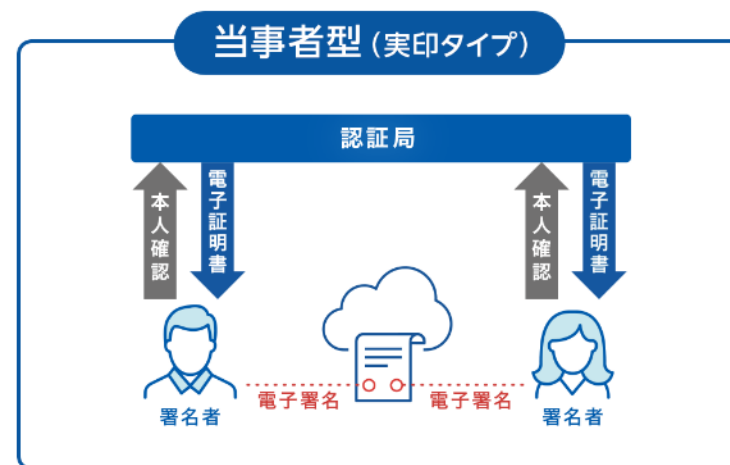 当事者型（実印タイプ）
認証局
本人確認
電子証明書
本人確認
電子証明書
電子署名
電子署名
署名者
署名者